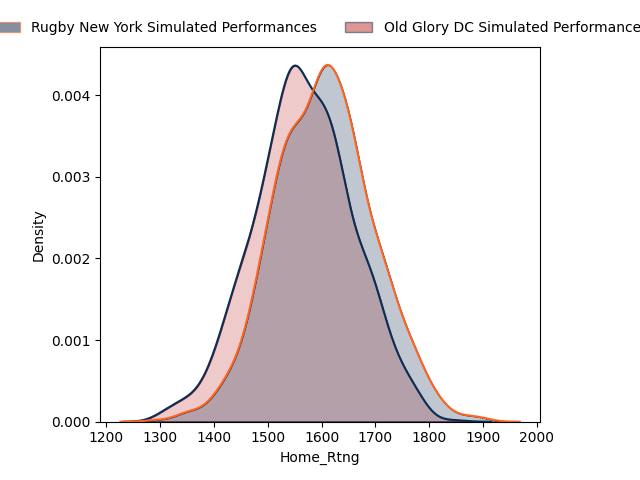 Rugby New York Simulated Performances Old Glory DC Simulated Performance
0.004
0.003
0.002
0.001
0.000
Density
1200 1300 1400 1500 1600 1700 1800 1900 2000
Home_Rtng